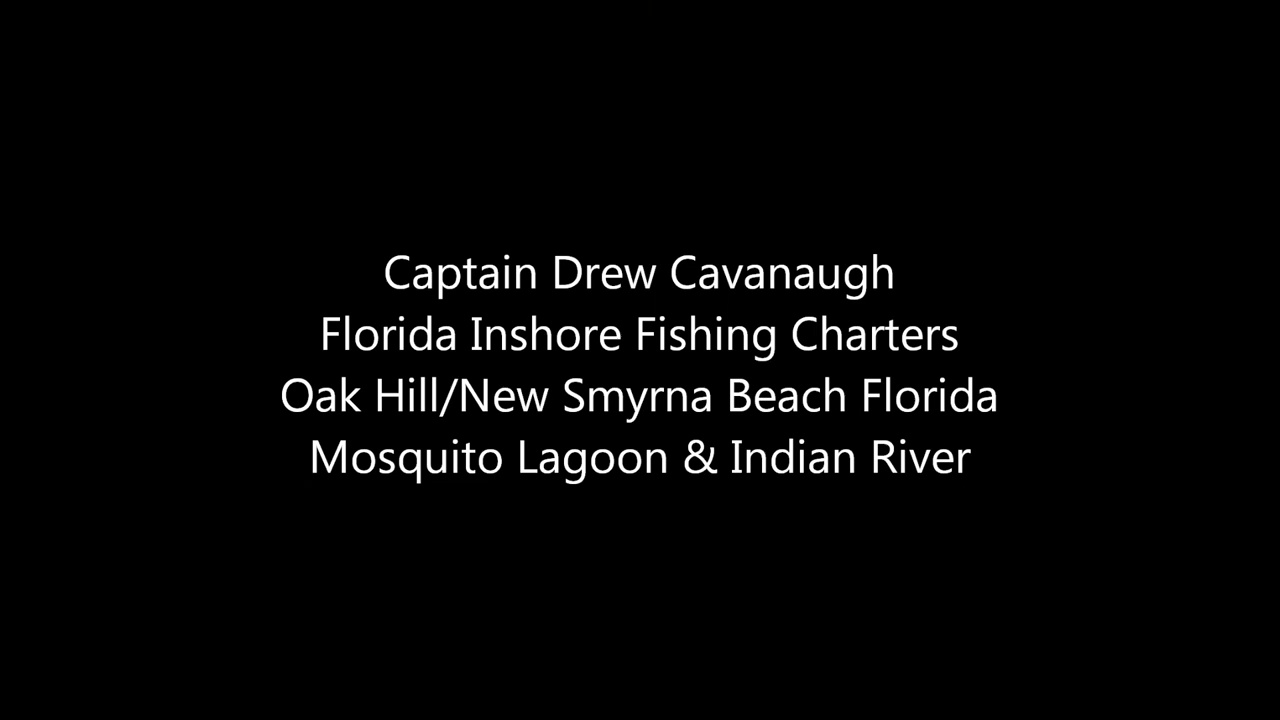 Captain Drew Cavanaugh
Florida Inshore Fishing Charters
Oak Hill/New Smyrna Beach Florida
Mosquito Lagoon & Indian River